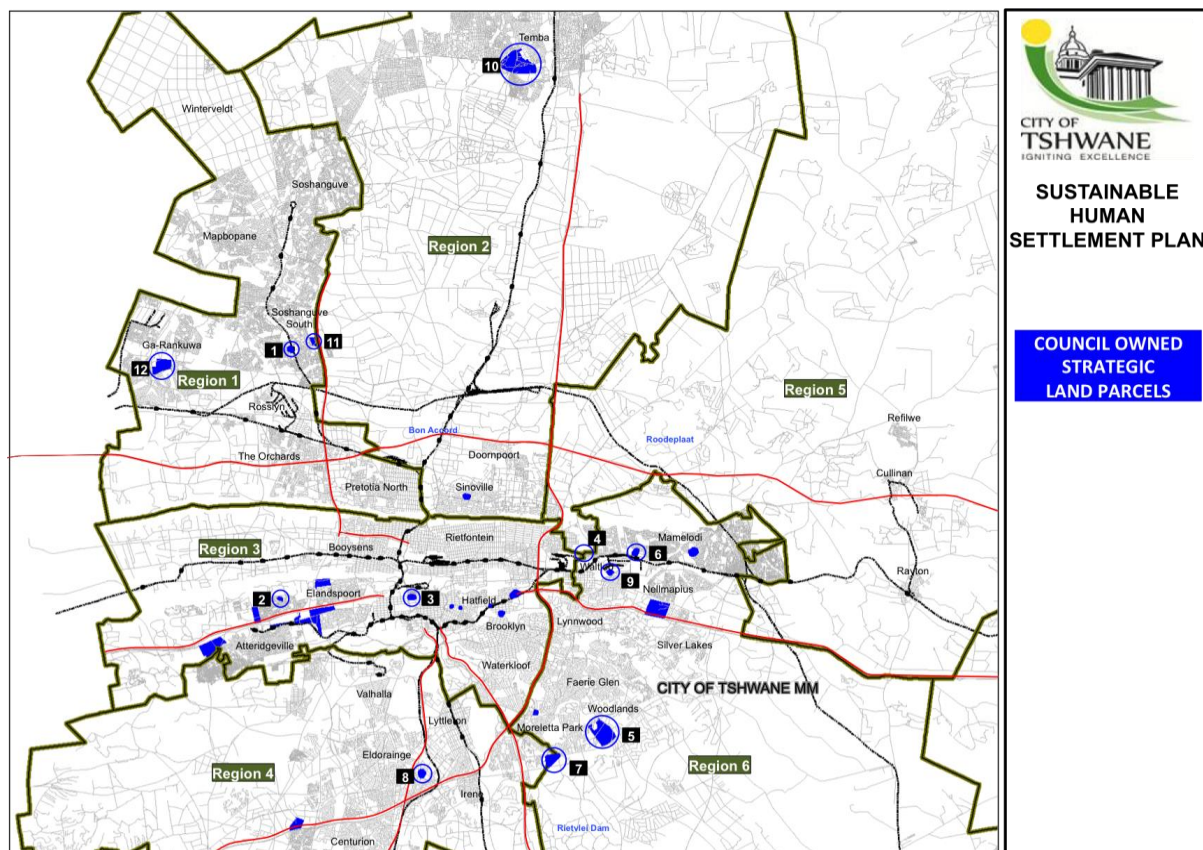 Temba
10
Winterveldt
Soshanguve
Mapbopane
Region 2
Soshanguve
South
Ga-Rankuwa
1
11
12
Region 1
Region 5
Rosslyn
Refilwe
Bon Accord
Roodeplaat
The Orchards
Doornpoort
Cullinan
Pretotia North
Sinoville
Region 3
Booysens
Rietfontein
4
Mamelodi
6
9
Nellmapius
Rayton
2
Elandspoort
3
Hatfield
Brooklyn
Lynnwood
Atteridgeville
Silver Lakes
Waterkloof
Valhalla
Faerie Glen
CITY OF TSHWANE MM
Woodlands
Lyttleton
Moreletta Park
5
Eldorainge
7
Region 4
8
Region 6
Irene
Rietvlei Dam
Centurion
CITY OF
TSHWANE
IGNITING EXCELLENCE
SUSTAINABLE
HUMAN
SETTLEMENT PLAN
COUNCIL OWNED
STRATEGIC
LAND PARCELS